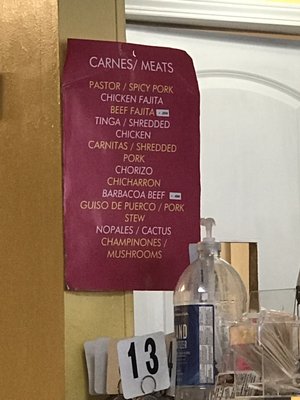 CARNES/ MEATS
PASTOR / SPICY PORK
CHICKEN FAJITA
BEEF FAJITA
TINGA / SHREDDED
CHICKEN
CARNITAS / SHREDDED
PORK
CHORIZO
CHICHARRON
BARBACOA BEEF
GUISO DE PUERCO / PORK
STEW
NOPALES / CACTUS
CHAMPINONES /
MUSHROOMS
13